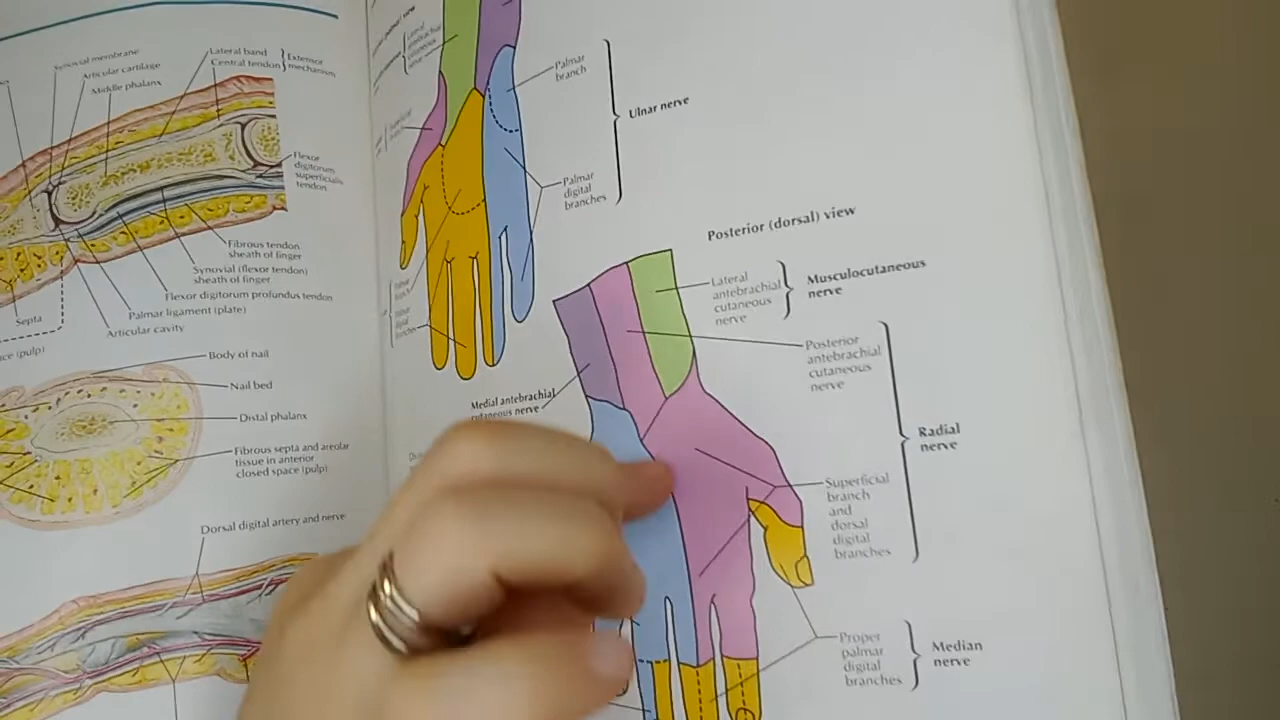 Synovial membrane
Articular cartilage
Middle phalanx
Lateral band
Central tendon
Extensor
mechanism
Flexor
digitorum
superficialis
tendon
Fibrous tendon
sheath of finger
Synovial (flexor tendon)
sheath of finger
Flexor digitorum profundus tendon
Palmar ligament (plate)
Articular cavity
Septa
(pulp)
Body of nail
Nail bed
Distal phalanx
Fibrous septa and areolar
tissue in anterior
closed space (pulp)
Dorsal digital artery and nerve
Palmar
branch
Ulnar nerve
Palmar
digital
branches
Posterior (dorsal) view
Lateral
antebrachial
cutaneous
nerve
Musculocutaneous
nerve
Posterior
antebrachial
cutaneous
nerve
Medial antebrachial
cutaneous nerve
Radial
nerve
Superficial
branch
and
dorsal
digital
branches
Proper
palmar
digital
branches
Median
nerve